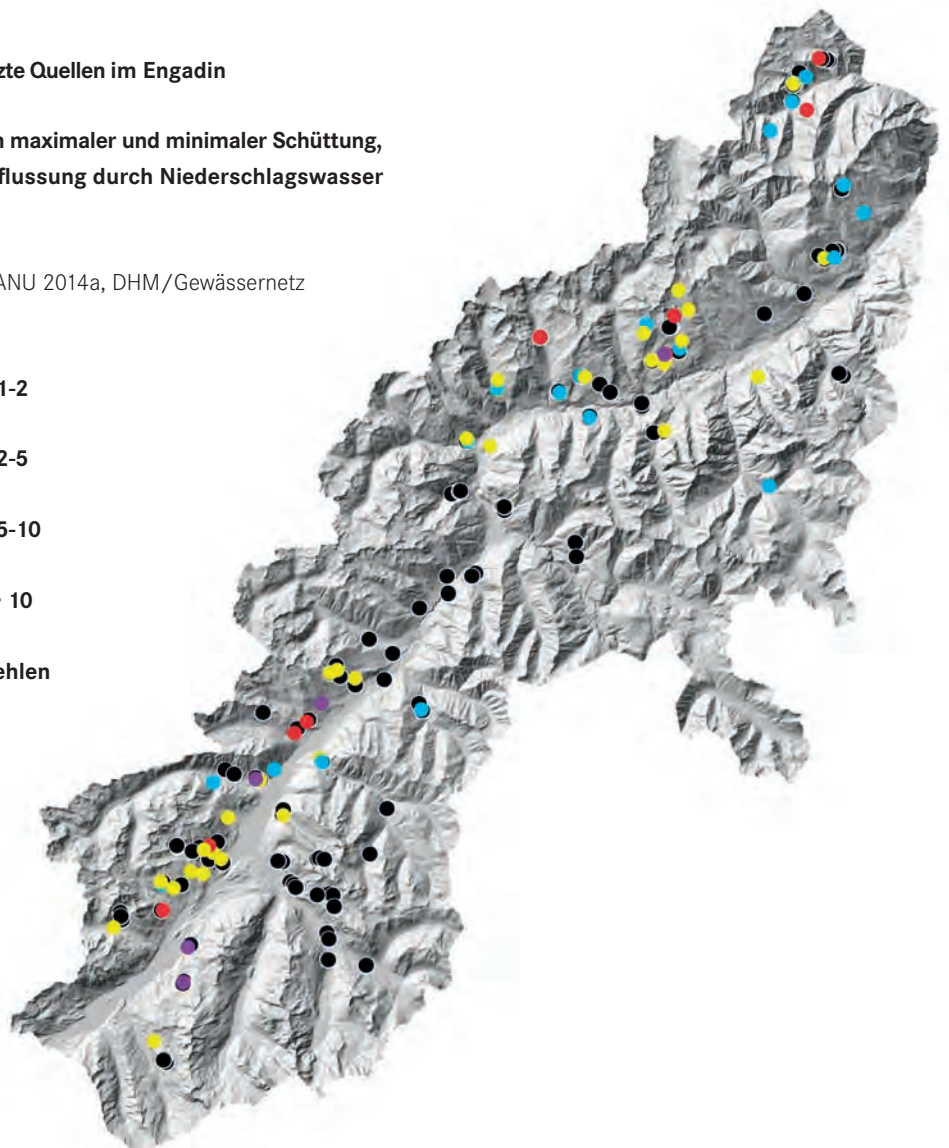 zte Quellen im Engadin
n maximaler und minimaler Schüttung,
flussung durch Niederschlagswasser
ANU 2014a, DHM/Gewässernetz
1-2
2-5
5-10
10
ehlen